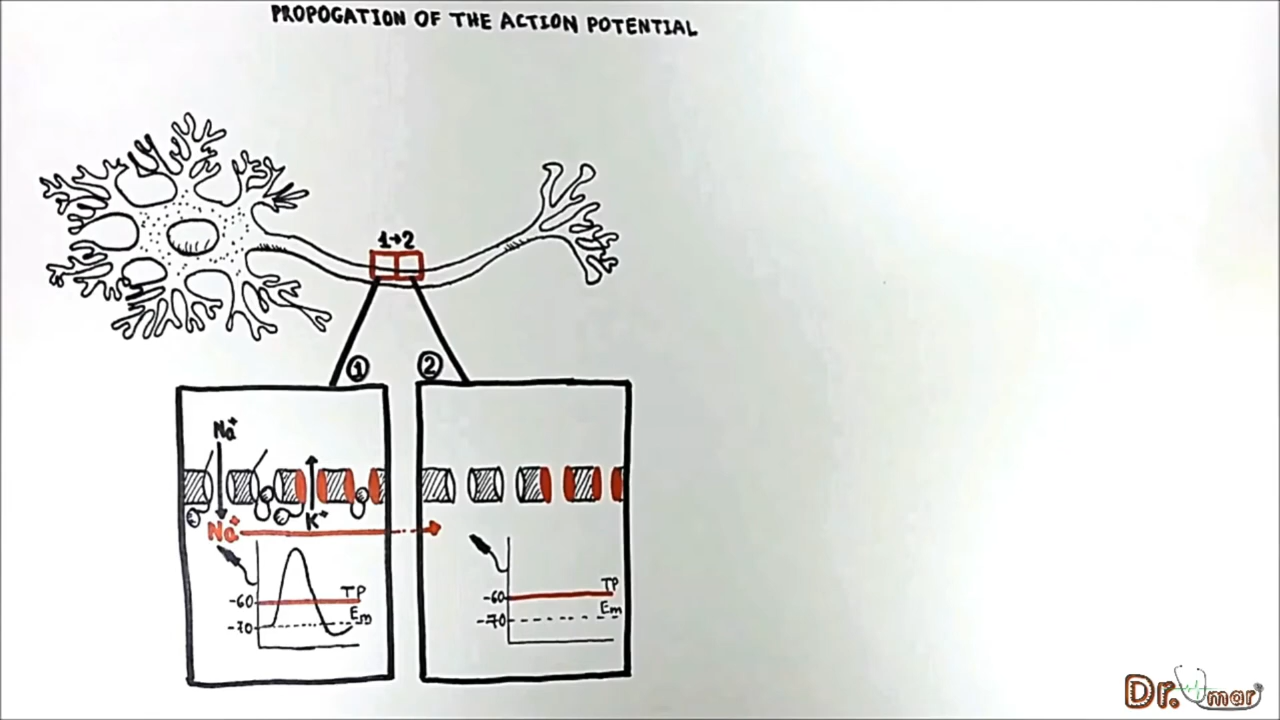 PROPOGATION OF THE ACTION POTENTIAL
1→2
① ②
Na⁺
Na⁺
K⁺
TP
-60
Em
-70
TP
-60
Em
-70
Dr. Umar